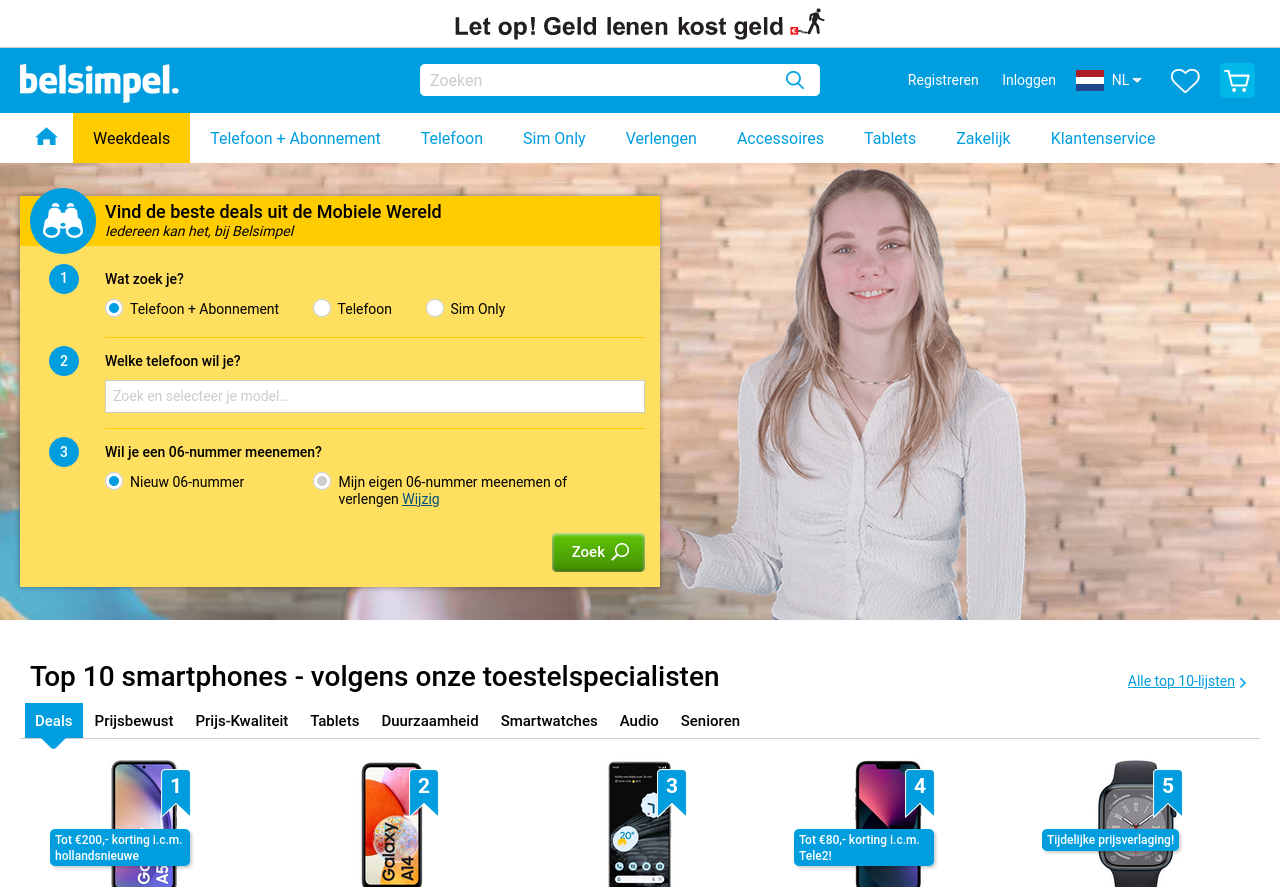 Let op! Geld lenen kost geld
belsimpel.
Zoeken
Registreren
Inloggen
NL
Weekdeals
Telefoon + Abonnement
Telefoon
Sim Only
Verlengen
Accessoires
Tablets
Zakelijk
Klantenservice
Vind de beste deals uit de Mobiele Wereld
Iedereen kan het, bij Belsimpel
1
Wat zoek je?
Telefoon + Abonnement
Telefoon
Sim Only
2
Welke telefoon wil je?
Zoek en selecteer je model...
3
Wil je een 06-nummer meenemen?
Nieuw 06-nummer
Mijn eigen 06-nummer meenemen of
verlengen Wijzig
Zoek
Top 10 smartphones - volgens onze toestelspecialisten
Alle top 10-lijsten
Deals
Prijsbewust
Prijs-Kwaliteit
Tablets
Duurzaamheid
Smartwatches
Audio
Senioren
1
Tot €200,- korting i.c.m.
hollandsnieuwe
2
Galaxy
A14
3
20°
4
Tot €80,- korting i.c.m.
Tele2!
5
Tijdelijke prijsverlaging!